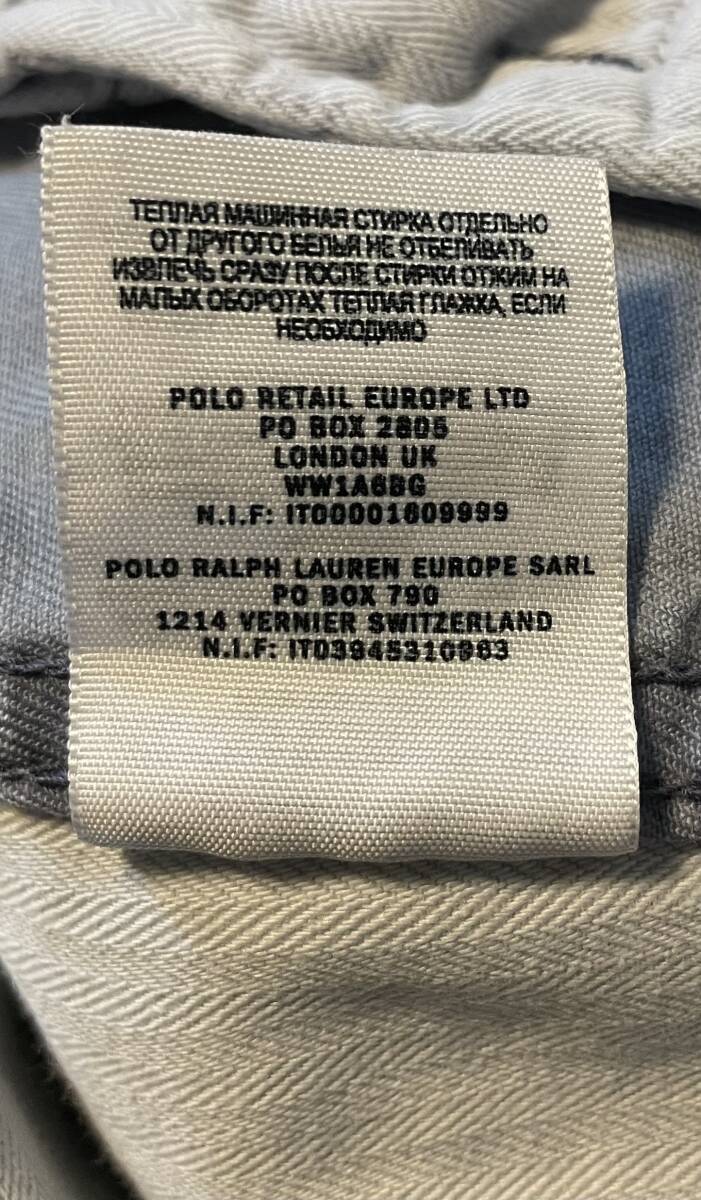 ТЕПЛАЯ МАШИННАЯ СТИРКА ОТДЕЛЬНО
ОТ ДРУГОГО БЕЛЬЯ НЕ ОТБЕЛИВАТЬ
ИЗВЛЕЧЬ СРАЗУ ПОСЛЕ СТИРКИ ОТЖИМ НА
МАЛЫХ ОБОРОТАХ ТЕПЛАЯ ГЛАЖКА, ЕСЛИ
НЕОБХОДИМО
POLO RETAIL EUROPE LTD
PO BOX 2805
LONDON UK
WW1A6BG
N.I.F: IT00001609999
POLO RALPH LAUREN EUROPE SARL
PO BOX 790
1214 VERNIER SWITZERLAND
N.I.F: IT03945310963